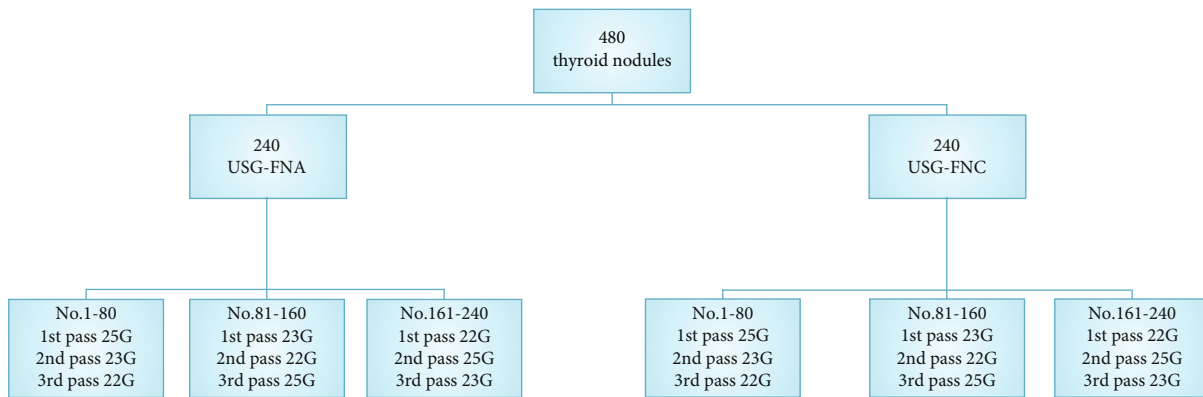 480
thyroid nodules
240
USG-FNA
240
USG-FNC
No.1-80
1st pass 25G
2nd pass 23G
3rd pass 22G
No.81-160
1st pass 23G
2nd pass 22G
3rd pass 25G
No.161-240
1st pass 22G
2nd pass 25G
3rd pass 23G
No.1-80
1st pass 25G
2nd pass 23G
3rd pass 22G
No.81-160
1st pass 23G
2nd pass 22G
3rd pass 25G
No.161-240
1st pass 22G
2nd pass 25G
3rd pass 23G